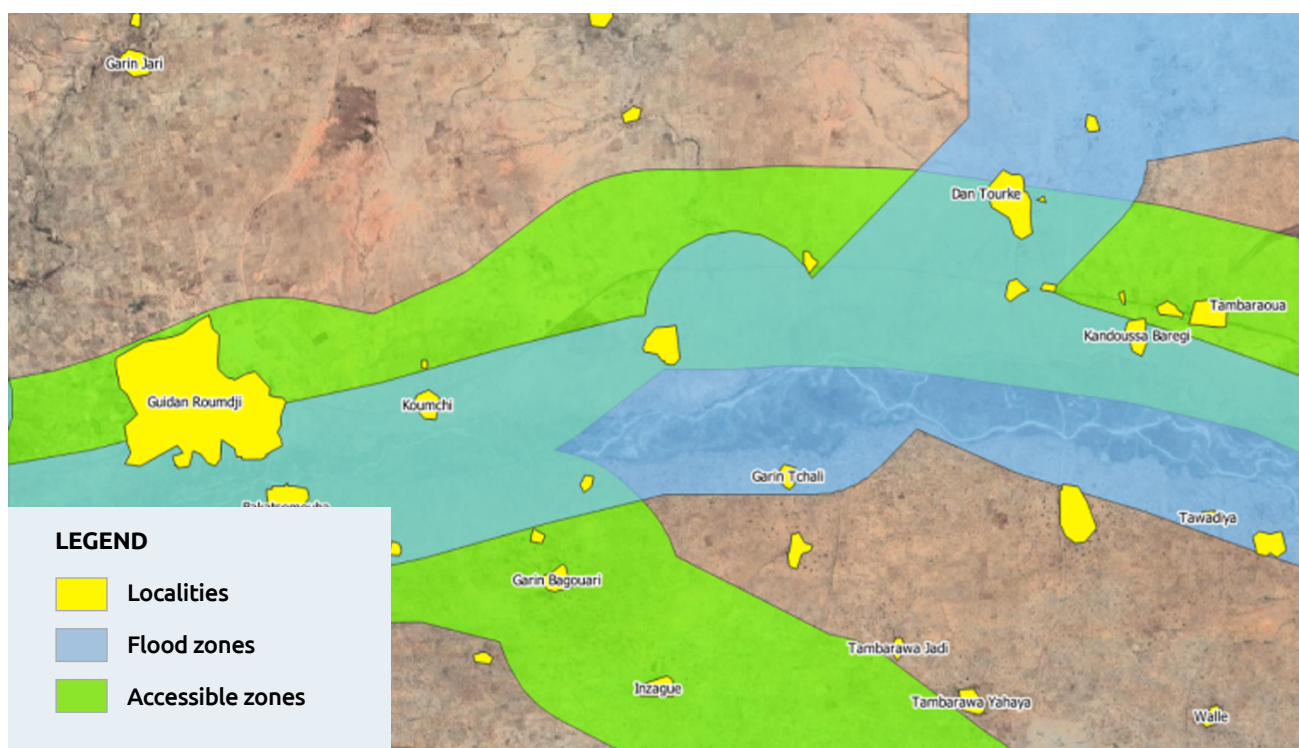 Garin Jari
Dan Tourke
Tambaraoua
Kandoussa Baregi
Guidan Roumdji
Koumchi
Garin Tchali
Tawadiya
LEGEND
Localities
Flood zones
Accessible zones
Garin Bagouari
Tambarawa Jadi
Inzague
Tambarawa Yahaya
Walle